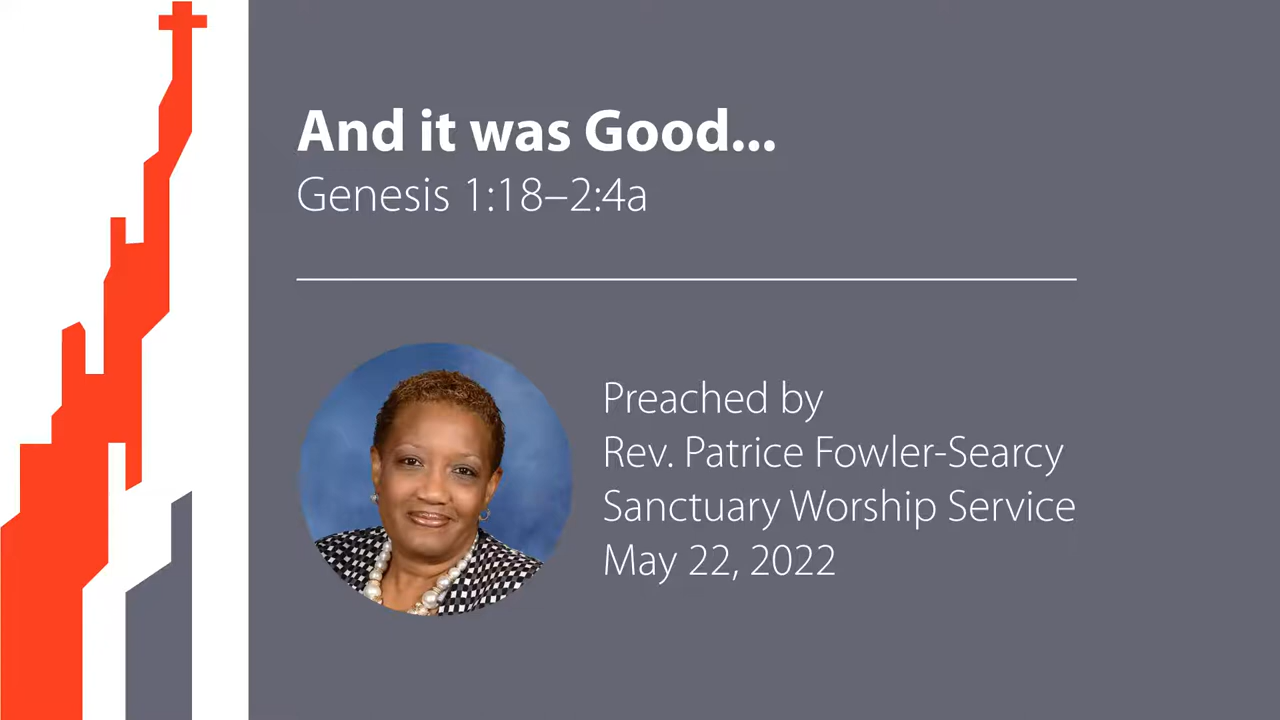 And it was Good...
Genesis 1:18–2:4a
Preached by
Rev. Patrice Fowler-Searcy
Sanctuary Worship Service
May 22, 2022